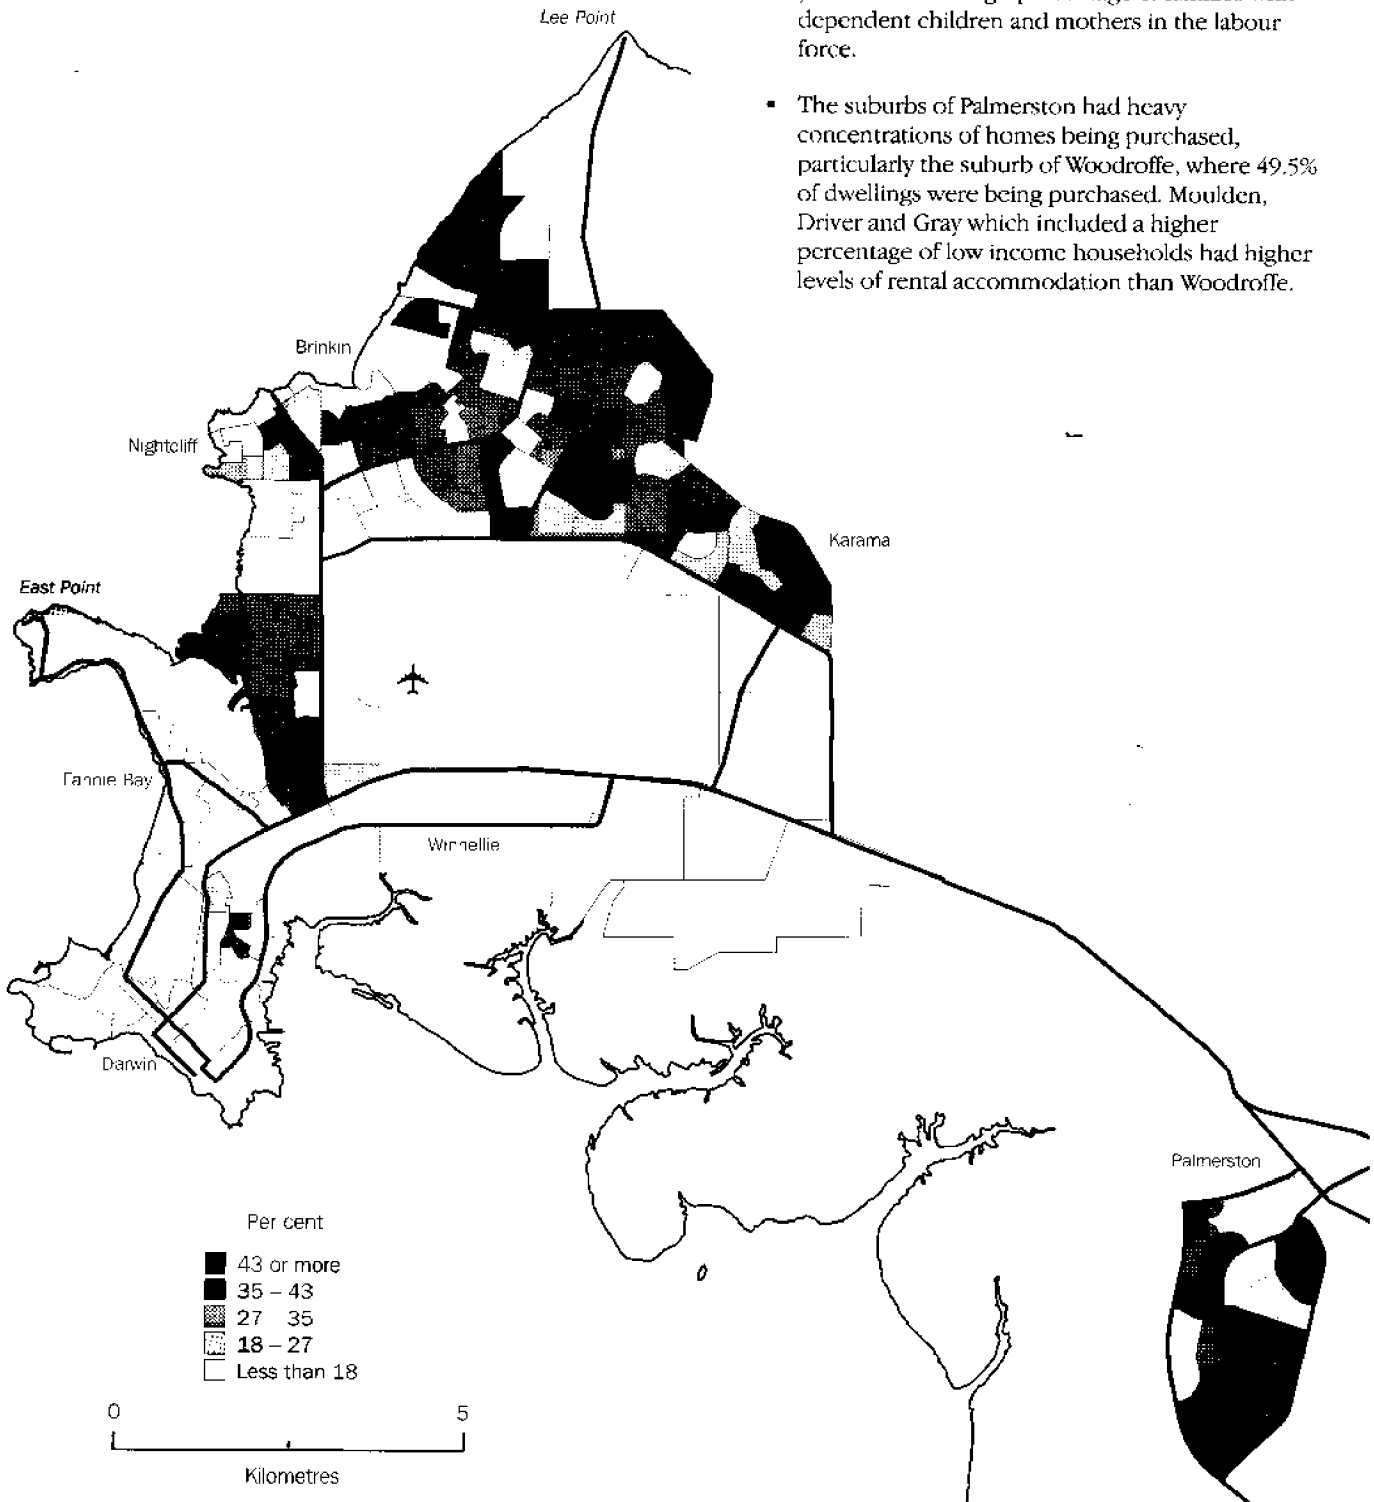 Lee Point
dependent children and mothers in the labour
force.
▪ The suburbs of Palmerston had heavy
concentrations of homes being purchased,
particularly the suburb of Woodroffe, where 49.5%
of dwellings were being purchased. Moulden,
Driver and Gray which included a higher
percentage of low income households had higher
levels of rental accommodation than Woodroffe.
Brinkin
Nightcliff
Karama
East Point
Fannie Bay
Winnellie
Darwin
Palmerston
Per cent
43 or more
35 – 43
27 35
18 – 27
Less than 18
0 5
Kilometres